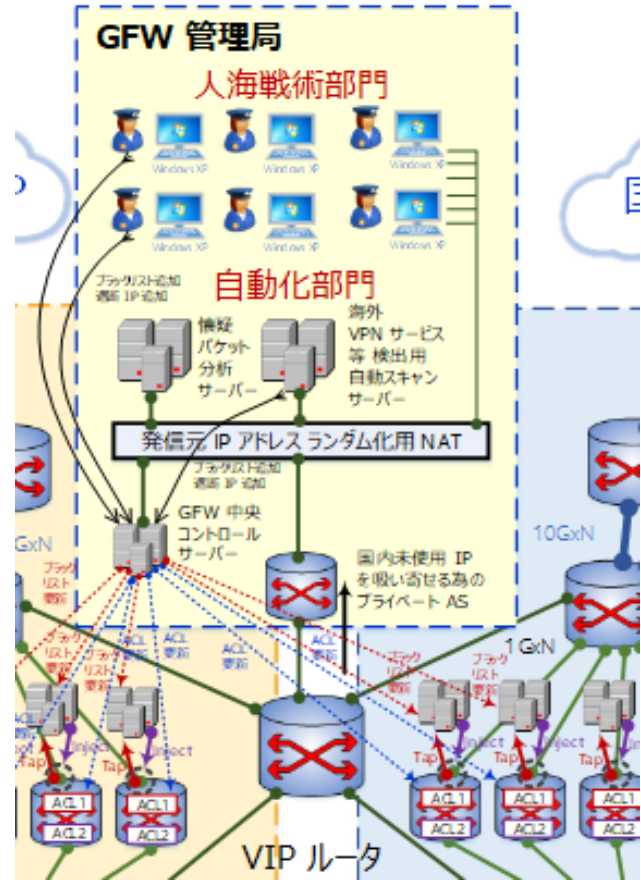 GFW 管理局
人海戦術部門
Windows XP
Windows XP
Windows XP
Windows XP
Windows XP
Windows XP
ブラックリスト追加
遮断 IP 追加
自動化部門
懐疑
パケット
分析
サーバー
海外
VPN サービス
等 検出用
自動スキャン
サーバー
発信元 IP アドレス ランダム化用 NAT
ブラックリスト追加
遮断 IP 追加
GFW 中央
コントロール
サーバー
国内未使用 IP
を吸い寄せる為の
プライベート AS
GxN
10GxN
1GxN
ブラック
リスト
更新
ブラック
リスト
更新
ブラック
リスト
更新
ACL
更新
ACL
更新
ACL
更新
ACL
更新
ブラック
リスト
更新
ブラック
リスト
更新
Tap
Inject
Tap
Inject
Tap
Inject
Tap
Inject
Tap
ACL1
ACL2
ACL1
ACL2
ACL1
ACL2
ACL1
ACL2
ACL1
ACL2
VIP ルータ